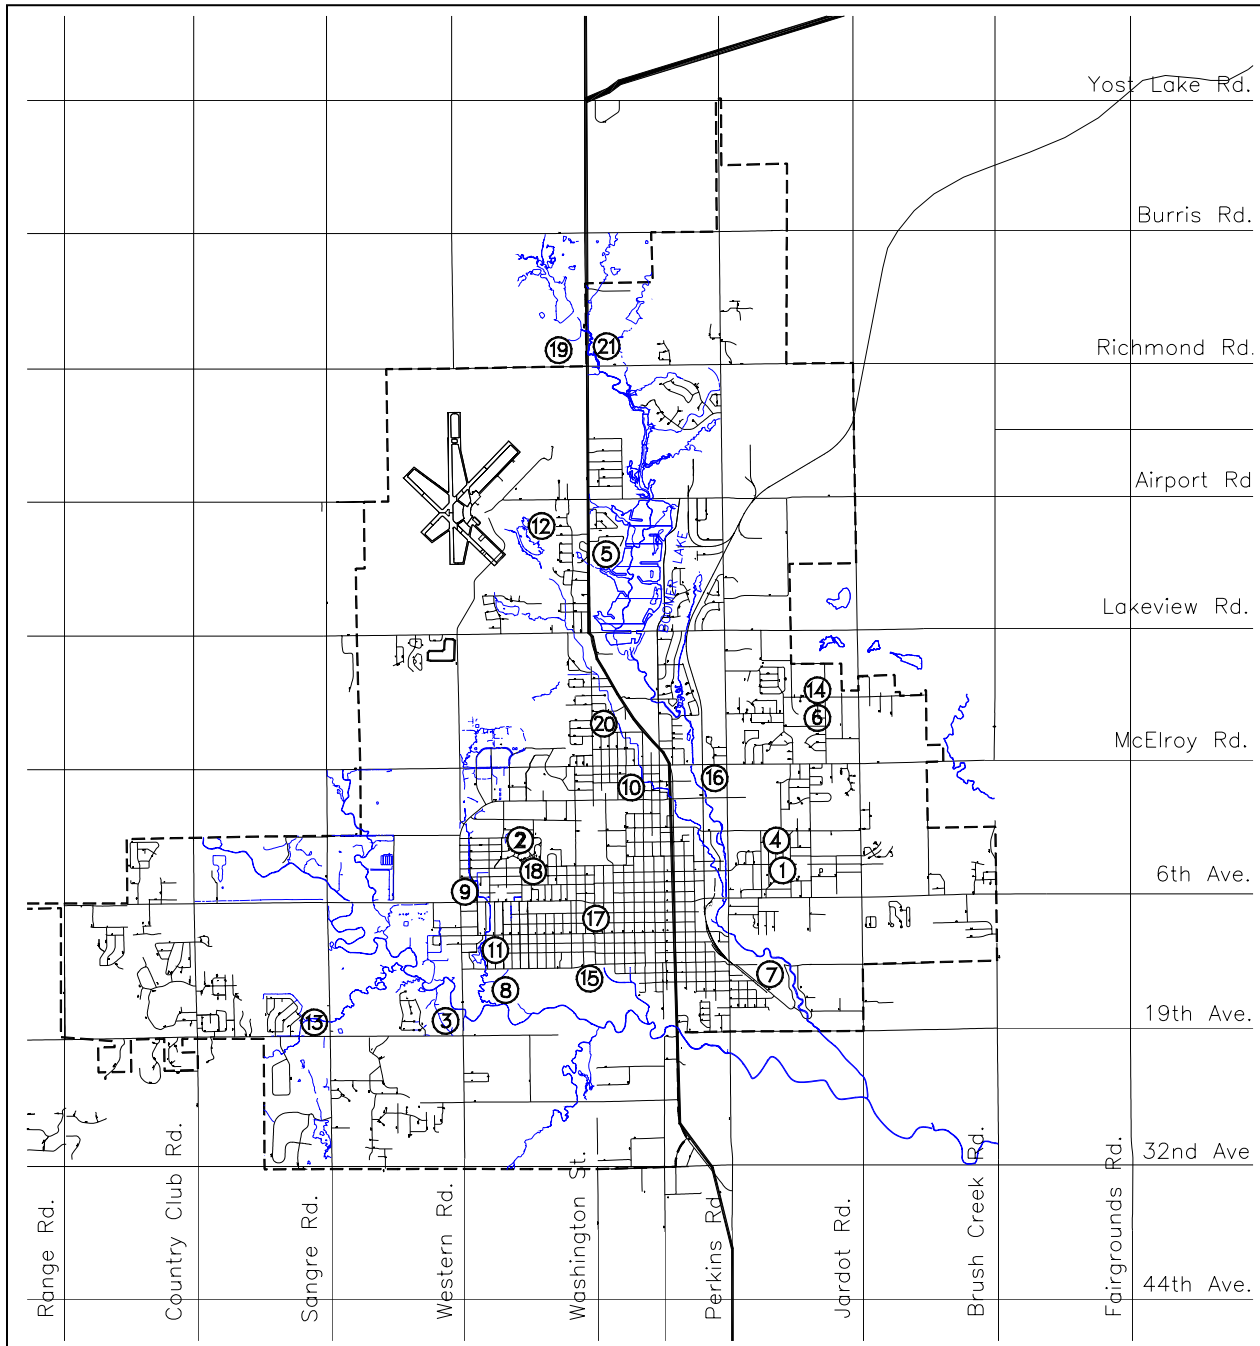 Yost Lake Rd.
Burris Rd.
19
21
Richmond Rd.
Airport Rd
12
5
BOOMER LAKE
Lakeview Rd.
14
6
20
McElroy Rd.
16
10
2
4
18
1
6th Ave.
9
17
11
7
15
8
13
3
19th Ave.
32nd Ave
Range Rd.
Country Club Rd.
Sangre Rd.
Western Rd.
Washington St.
Perkins Rd.
Jardot Rd.
Brush Creek Rd.
Fairgrounds Rd.
44th Ave.